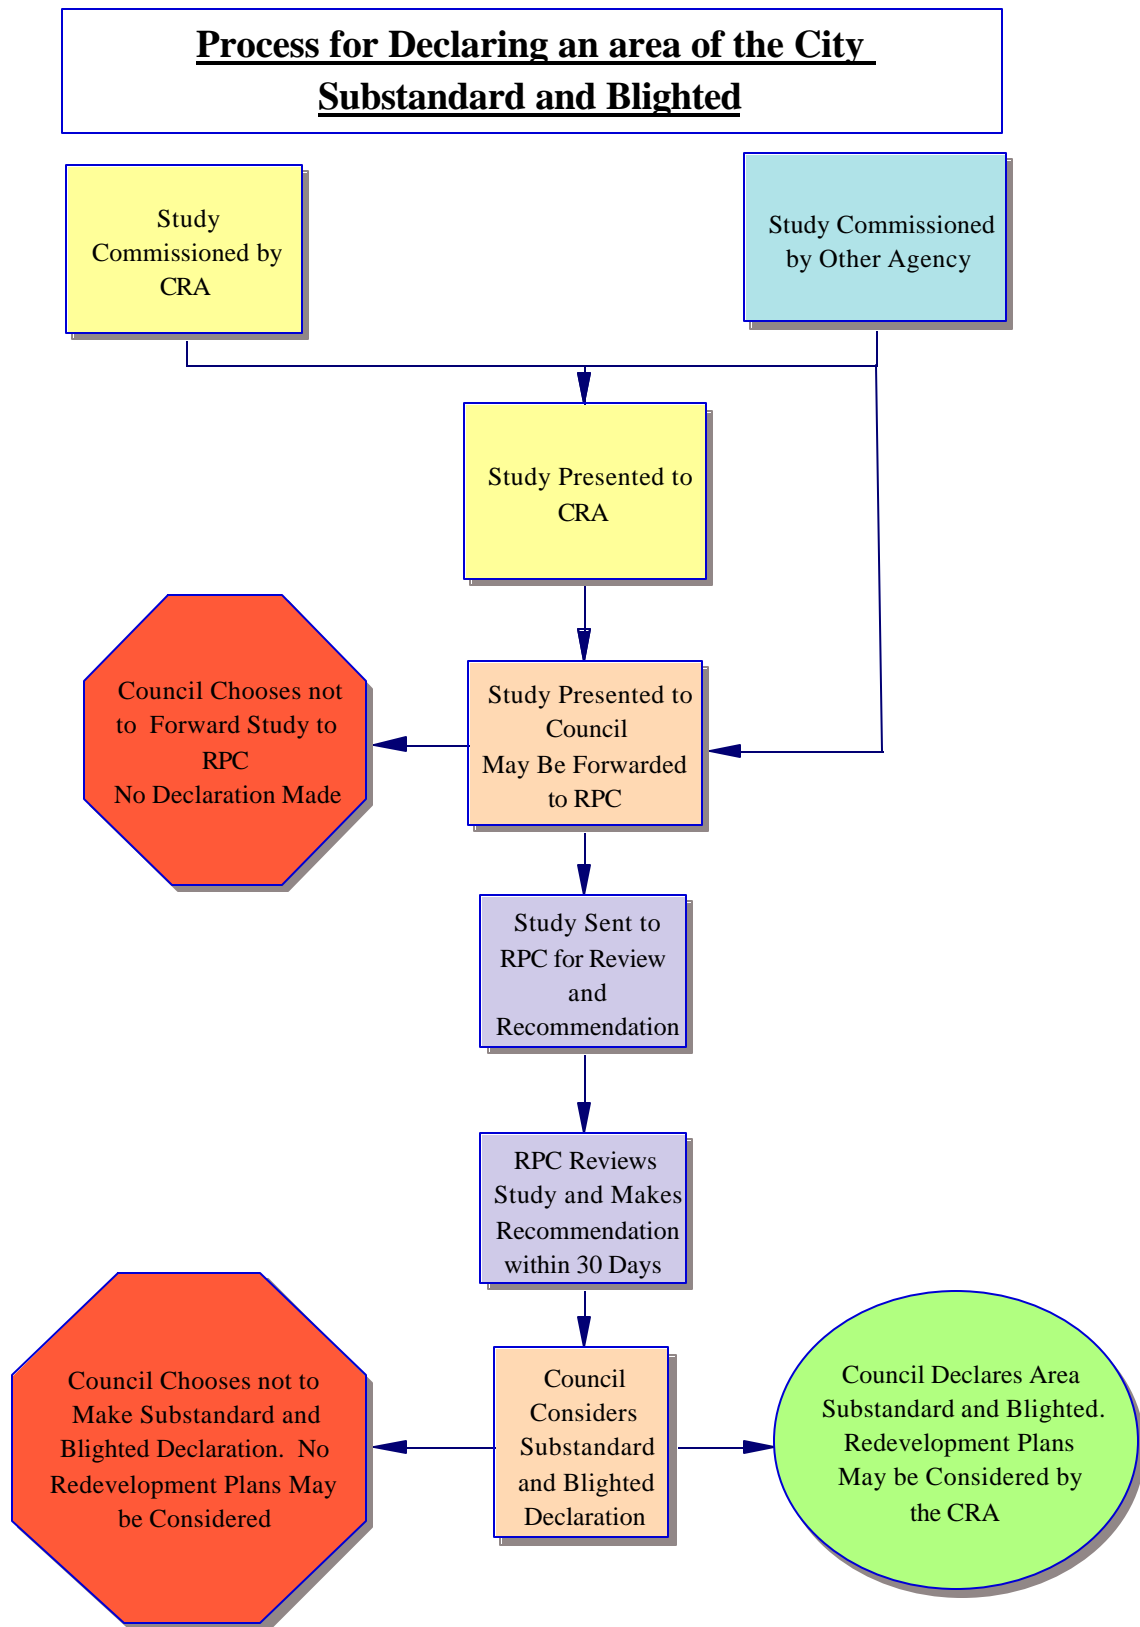 Process for Declaring an area of the City
Substandard and Blighted
Study
Commissioned by
CRA
Study Commissioned
by Other Agency
Study Presented to
CRA
Council Chooses not
to Forward Study to
RPC
No Declaration Made
Study Presented to
Council
May Be Forwarded
to RPC
Study Sent to
RPC for Review
and
Recommendation
RPC Reviews
Study and Makes
Recommendation
within 30 Days
Council Chooses not to
Make Substandard and
Blighted Declaration. No
Redevelopment Plans May
be Considered
Council
Considers
Substandard
and Blighted
Declaration
Council Declares Area
Substandard and Blighted.
Redevelopment Plans
May be Considered by
the CRA